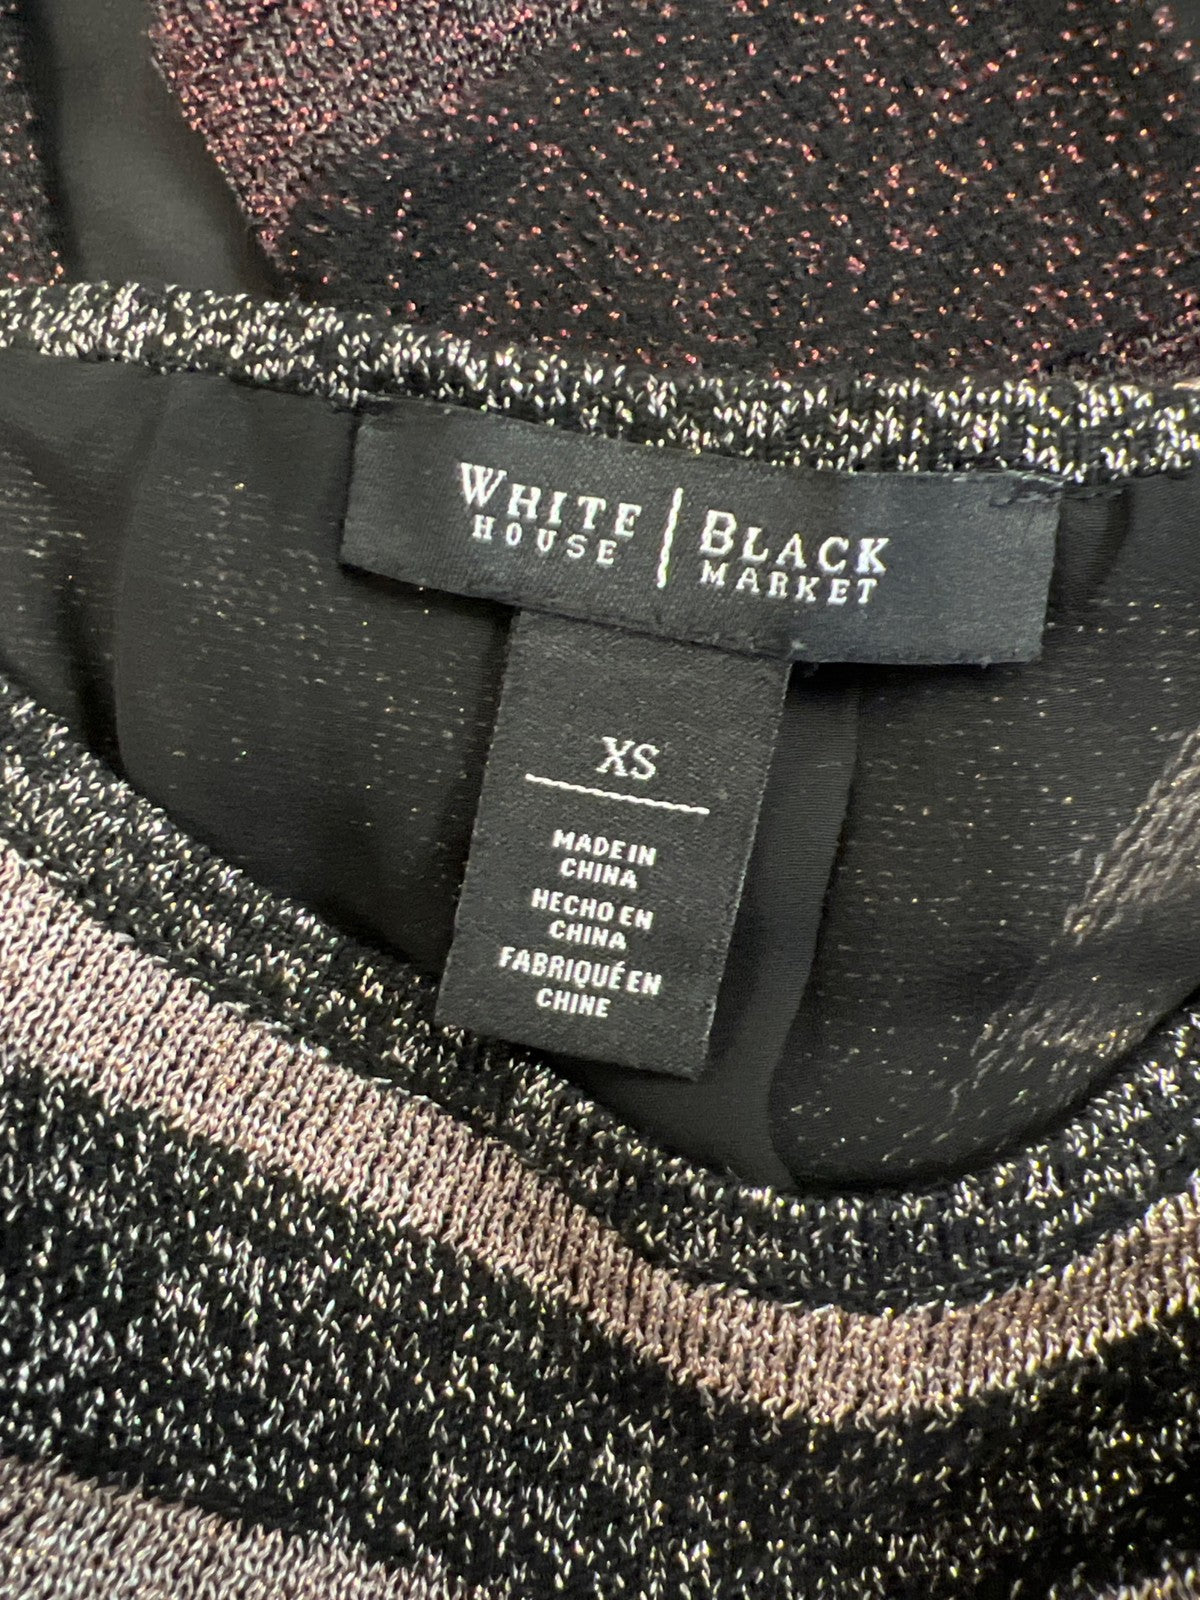 WHITE | BLACK
HOUSE | MARKET
XS
MADE IN
CHINA
HECHO EN
CHINA
FABRIQUÉ EN
CHINE